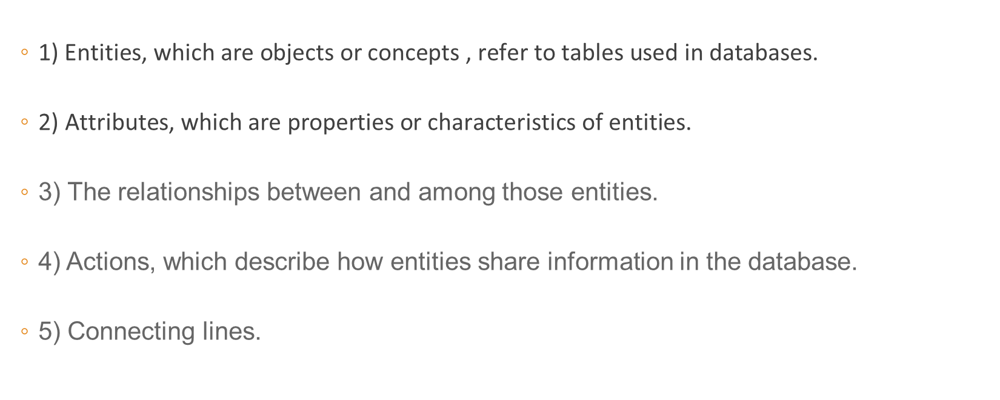 ◦ 1) Entities, which are objects or concepts , refer to tables used in databases.
◦ 2) Attributes, which are properties or characteristics of entities.
◦ 3) The relationships between and among those entities.
◦ 4) Actions, which describe how entities share information in the database.
◦ 5) Connecting lines.